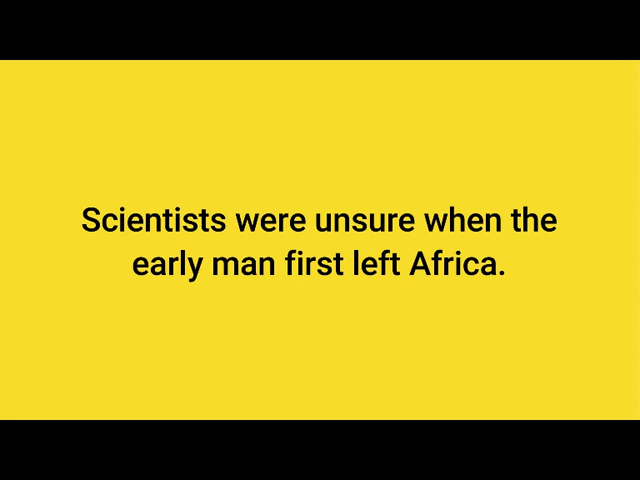 Scientists were unsure when the
early man first left Africa.